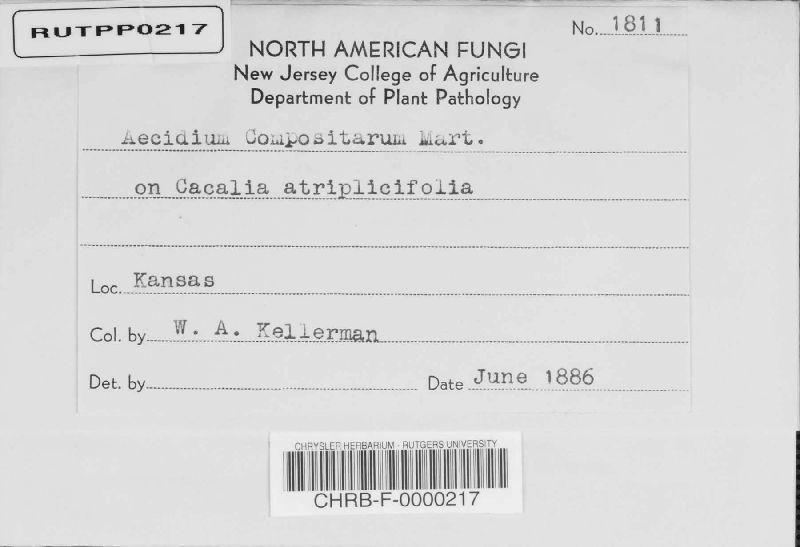 RUTPP0217
No. 1811
NORTH AMERICAN FUNGI
New Jersey College of Agriculture
Department of Plant Pathology
Aecidium Compositarum Mart.
on Cacalia atriplicifolia
Loc. Kansas
Col. by W. A. Kellerman
Det. by
Date June 1886
CHRYSLER HERBARIUM - RUTGERS UNIVERSITY
CHRB-F-0000217